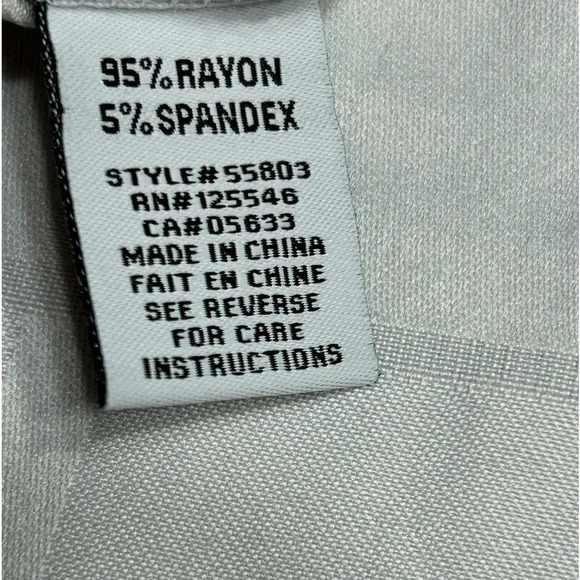 95% RAYON
5% SPANDEX
STYLE# 55803
RN# 125546
CA# 05633
MADE IN CHINA
FAIT EN CHINE
SEE REVERSE
FOR CARE
INSTRUCTIONS